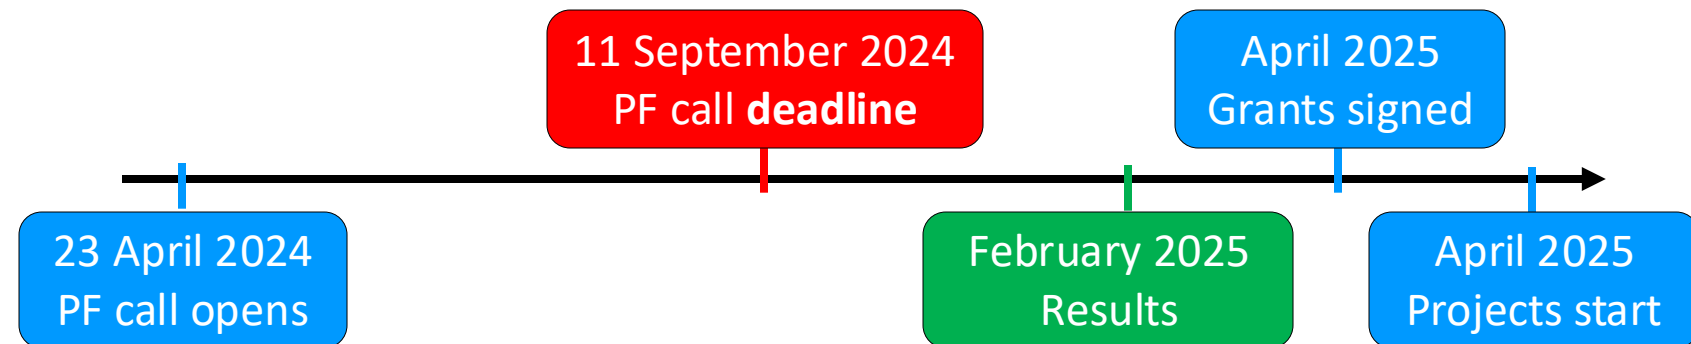 11 September 2024
PF call deadline
April 2025
Grants signed
23 April 2024
PF call opens
February 2025
Results
April 2025
Projects start